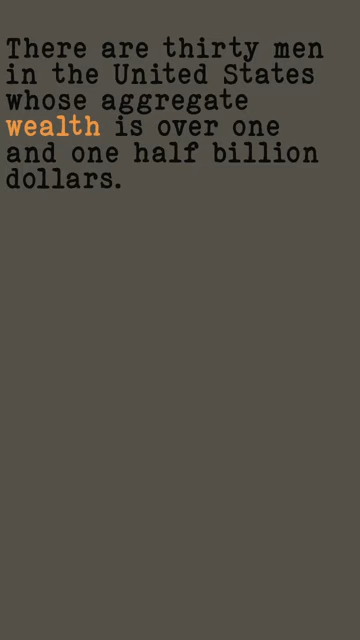 There are thirty men
in the United States
whose aggregate
wealth is over one
and one half billion
dollars.